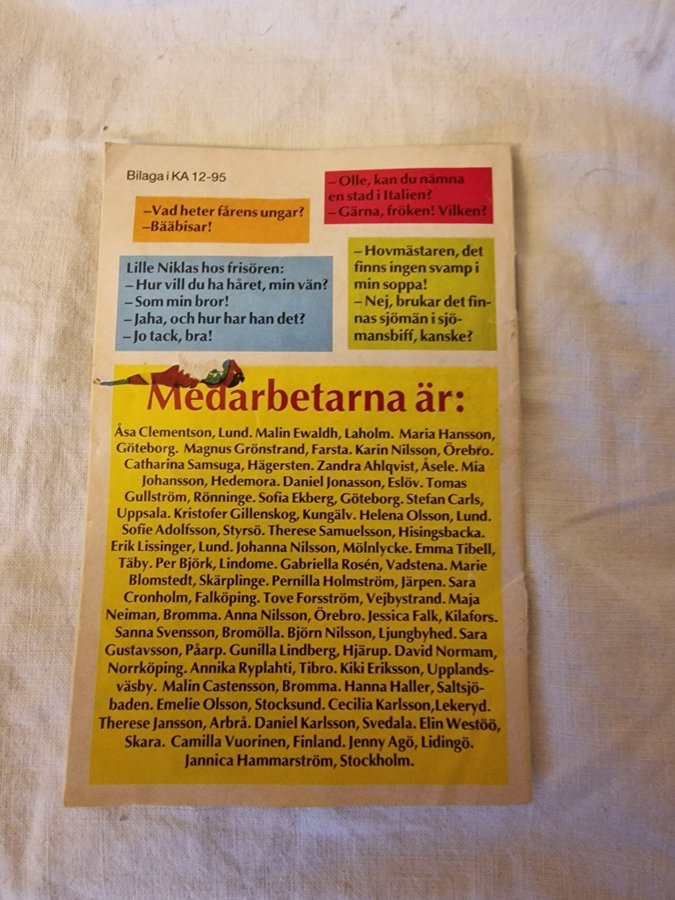 Bilaga i KA 12-95
–Vad heter fårens ungar?
–Bääbisar!
– Olle, kan du nämna
en stad i Italien?
– Gärna, fröken! Vilken?
Lille Niklas hos frisören:
– Hur vill du ha håret, min vän?
– Som min bror!
– Jaha, och hur har han det?
– Jo tack, bra!
– Hovmästaren, det
finns ingen svamp i
min soppa!
– Nej, brukar det fin-
nas sjömän i sjö-
mansbiff, kanske?
Medarbetarna är:
Åsa Clementson, Lund. Malin Ewaldh, Laholm. Maria Hansson,
Göteborg. Magnus Grönstrand, Farsta. Karin Nilsson, Örebro.
Catharina Samsuga, Hägersten. Zandra Ahlqvist, Åsele. Mia
Johansson, Hedemora. Daniel Jonasson, Eslöv. Tomas
Gullström, Rönninge. Sofia Ekberg, Göteborg. Stefan Carls,
Uppsala. Kristofer Gillenskog, Kungälv. Helena Olsson, Lund.
Sofie Adolfsson, Styrsö. Therese Samuelsson, Hisingsbacka.
Erik Lissinger, Lund. Johanna Nilsson, Mölnlycke. Emma Tibell,
Täby. Per Björk, Lindome. Gabriella Rosén, Vadstena. Marie
Blomstedt, Skärplinge. Pernilla Holmström, Järpen. Sara
Cronholm, Falköping. Tove Forsström, Vejbystrand. Maja
Neiman, Bromma. Anna Nilsson, Örebro. Jessica Falk, Kilafors.
Sanna Svensson, Bromölla. Björn Nilsson, Ljungbyhed. Sara
Gustavsson, Påarp. Gunilla Lindberg, Hjärup. David Normam,
Norrköping. Annika Ryplahti, Tibro. Kiki Eriksson, Upplands-
väsby. Malin Castensson, Bromma. Hanna Haller, Saltsjö-
baden. Emelie Olsson, Stocksund. Cecilia Karlsson,Lekeryd.
Therese Jansson, Arbrå. Daniel Karlsson, Svedala. Elin Westöö,
Skara. Camilla Vuorinen, Finland. Jenny Agö, Lidingö.
Jannica Hammarström, Stockholm.